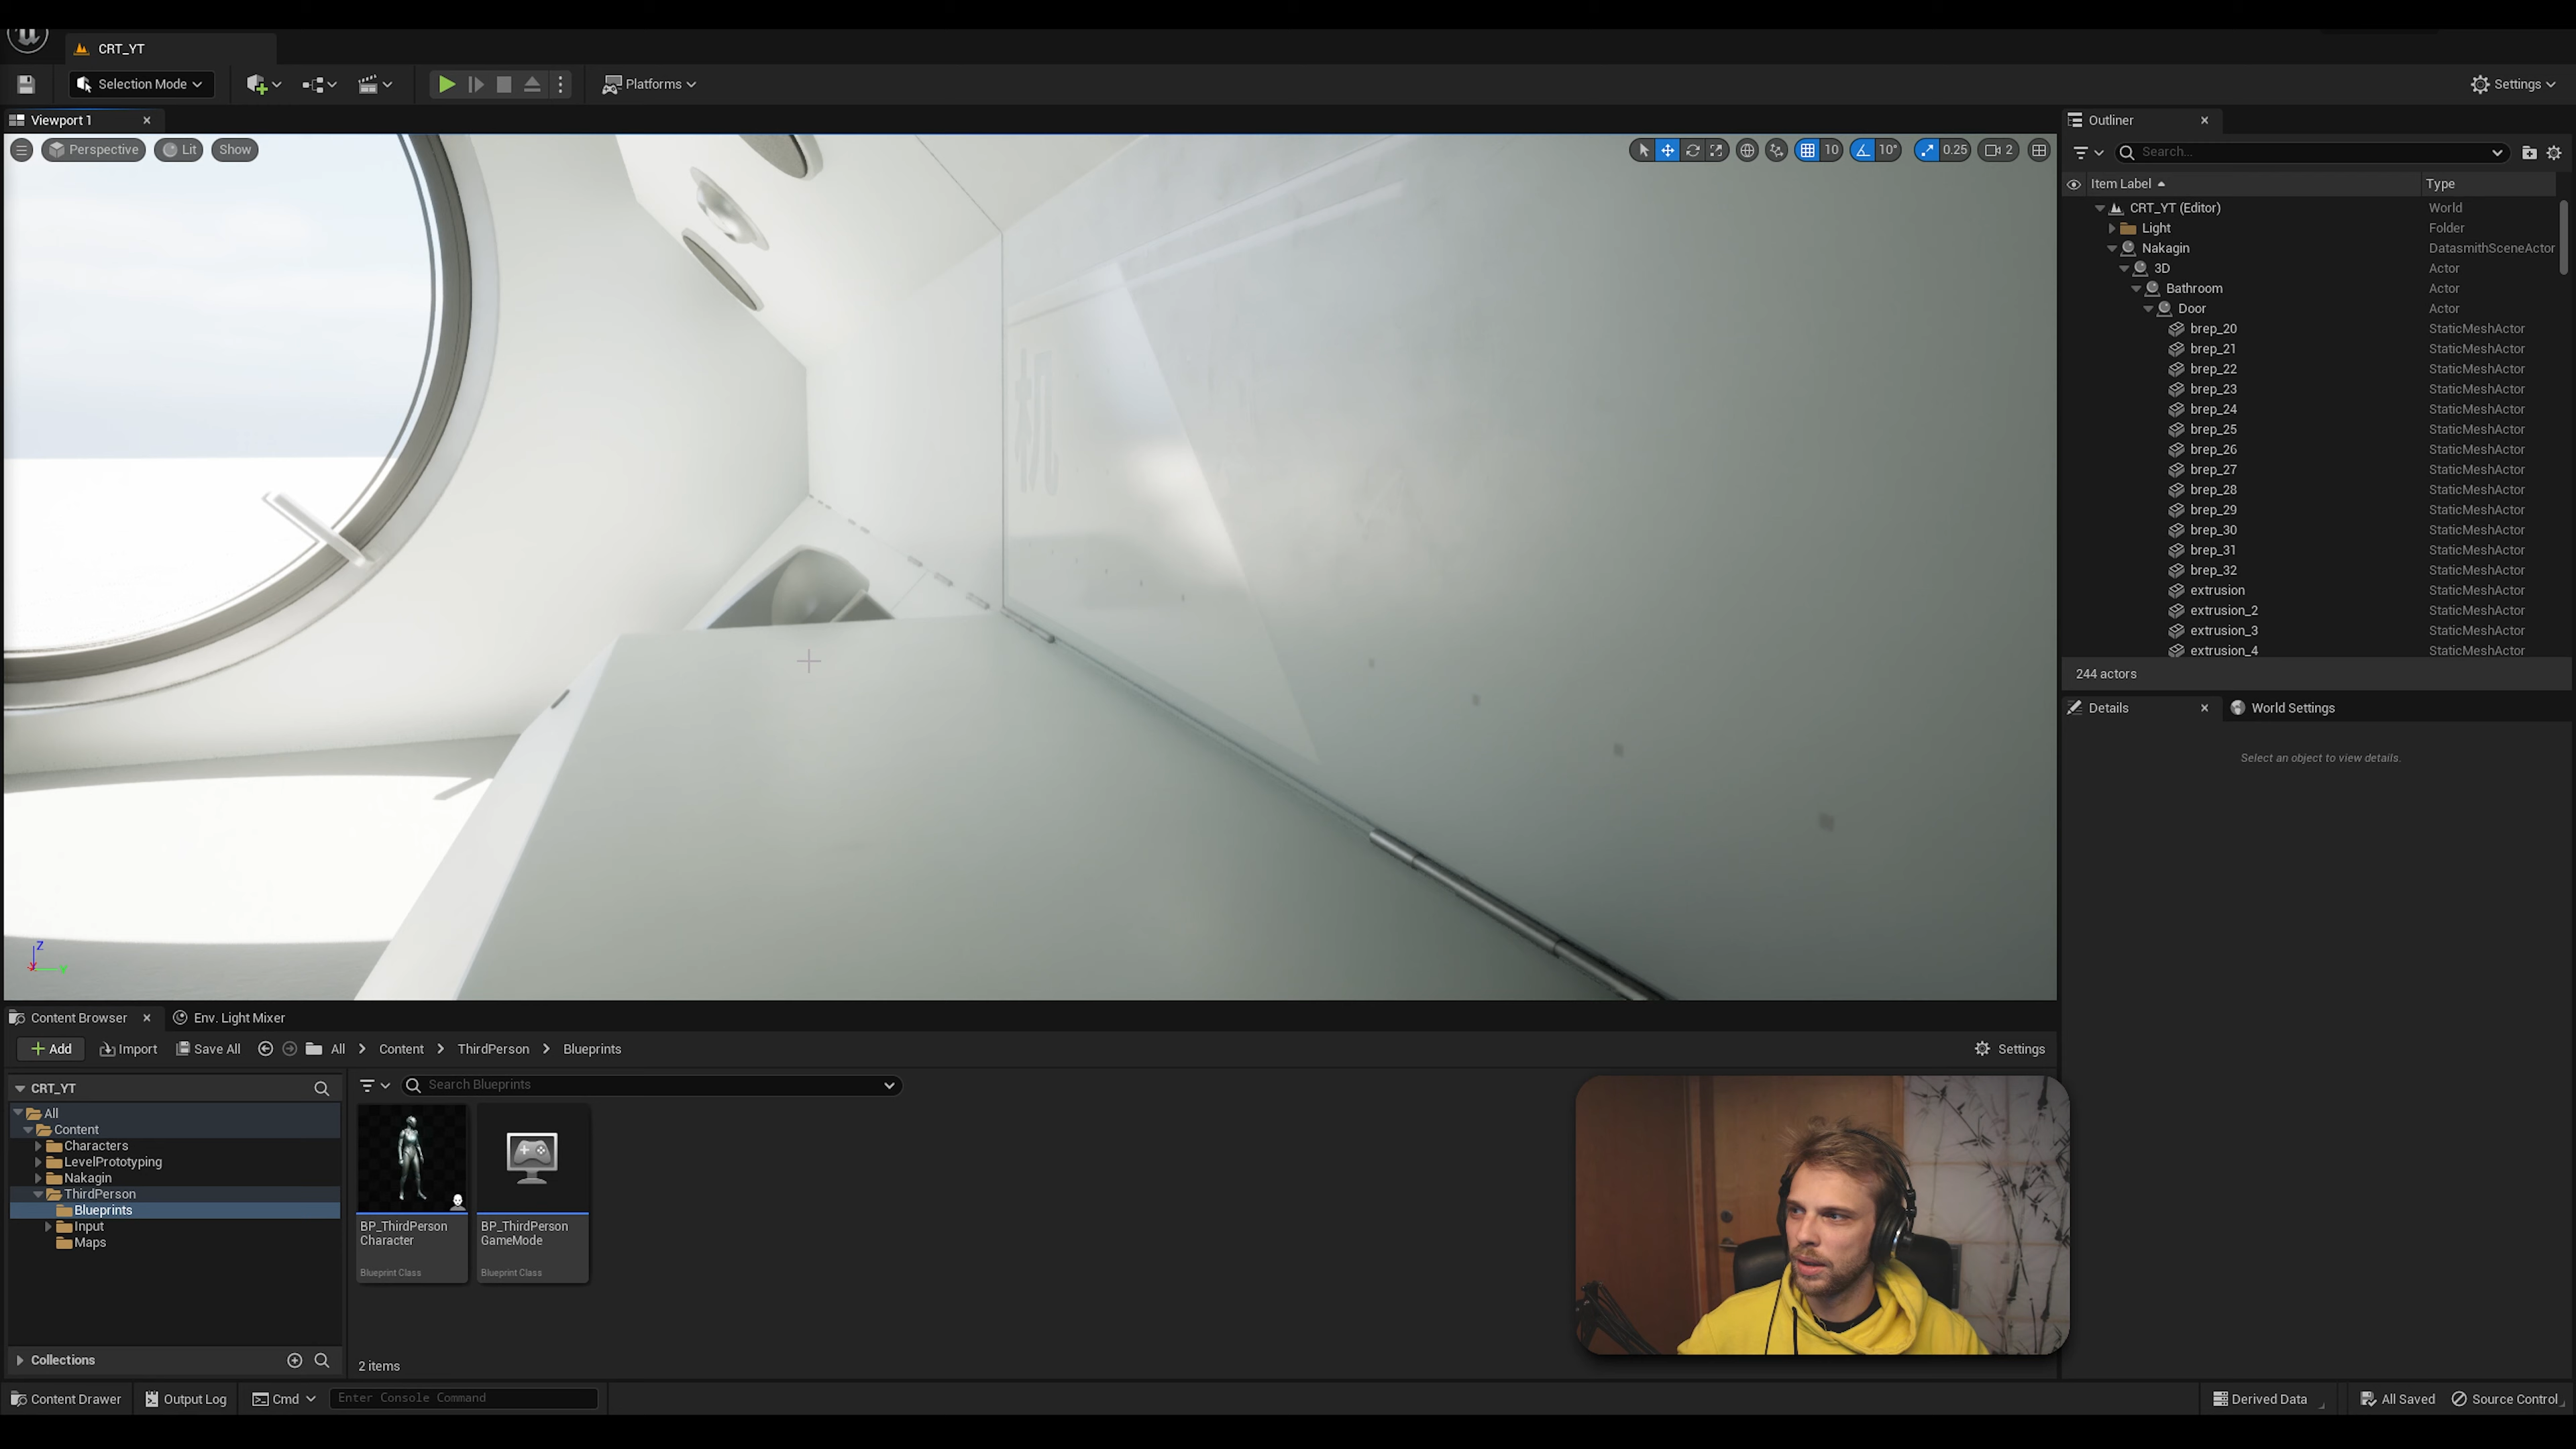 CRT_YT
Selection Mode
Platforms
Settings
Viewport 1
Perspective
Lit
Show
10
10°
0.25
2
Outliner
Search...
Item Label
Type
CRT_YT (Editor)
World
Light
Folder
Nakagin
DatasmithSceneActor
3D
Actor
Bathroom
Actor
Door
Actor
brep_20
StaticMeshActor
brep_21
StaticMeshActor
brep_22
StaticMeshActor
brep_23
StaticMeshActor
brep_24
StaticMeshActor
brep_25
StaticMeshActor
brep_26
StaticMeshActor
brep_27
StaticMeshActor
brep_28
StaticMeshActor
brep_29
StaticMeshActor
brep_30
StaticMeshActor
brep_31
StaticMeshActor
brep_32
StaticMeshActor
extrusion
StaticMeshActor
extrusion_2
StaticMeshActor
extrusion_3
StaticMeshActor
extrusion_4
StaticMeshActor
244 actors
Details
World Settings
Select an object to view details.
机
Z
Content Browser
Env. Light Mixer
Add
Import
Save All
All
Content
ThirdPerson
Blueprints
Settings
CRT_YT
All
Content
Characters
LevelPrototyping
Nakagin
ThirdPerson
Blueprints
Input
Maps
Collections
Search Blueprints
BP_ThirdPerson
Character
Blueprint Class
BP_ThirdPerson
GameMode
Blueprint Class
2 items
Content Drawer
Output Log
Cmd
Enter Console Command
Derived Data
All Saved
Source Control